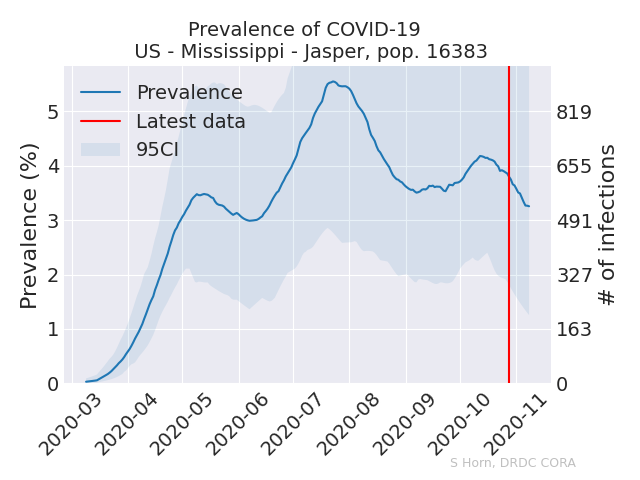 Prevalence of COVID-19
US - Mississippi - Jasper, pop. 16383
Prevalence
Latest data
95CI
Prevalence (%)
5
4
3
2
1
0
819
655
491
327
163
0
# of infections
2020-03
2020-04
2020-05
2020-06
2020-07
2020-08
2020-09
2020-10
2020-11
S Horn, DRDC CORA